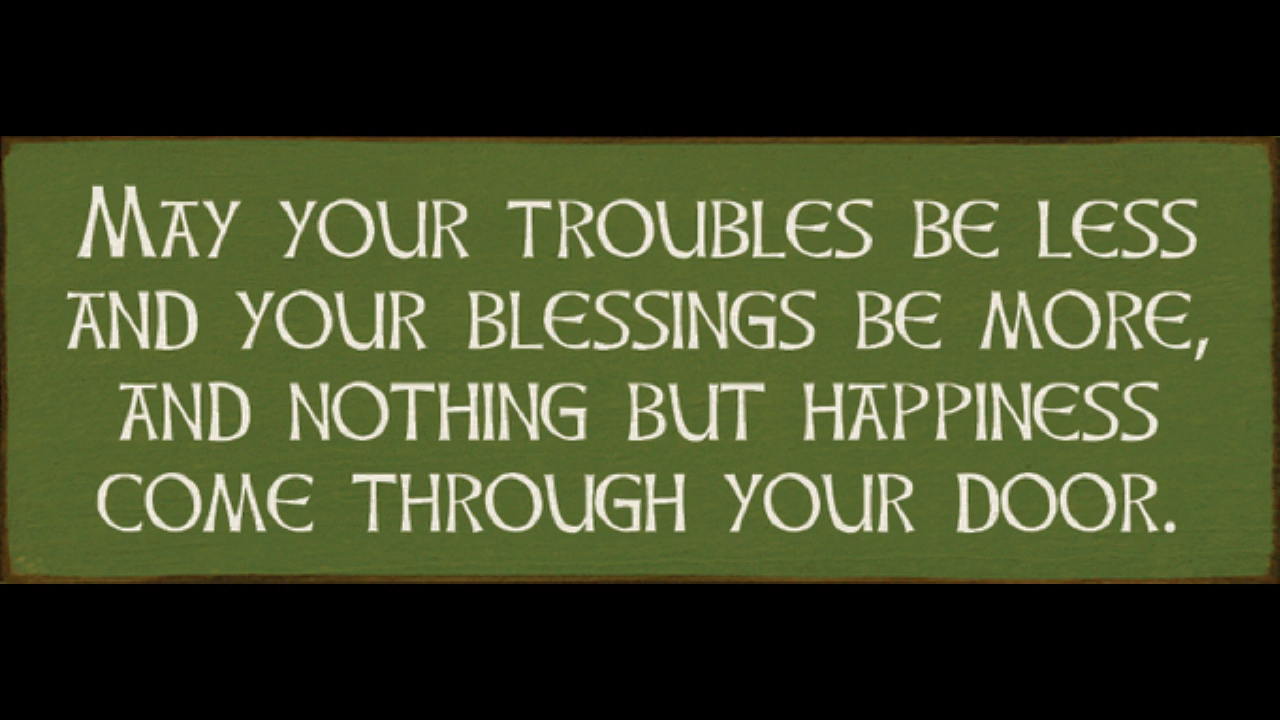 May your troubles be less
and your blessings be more,
and nothing but happiness
come through your door.